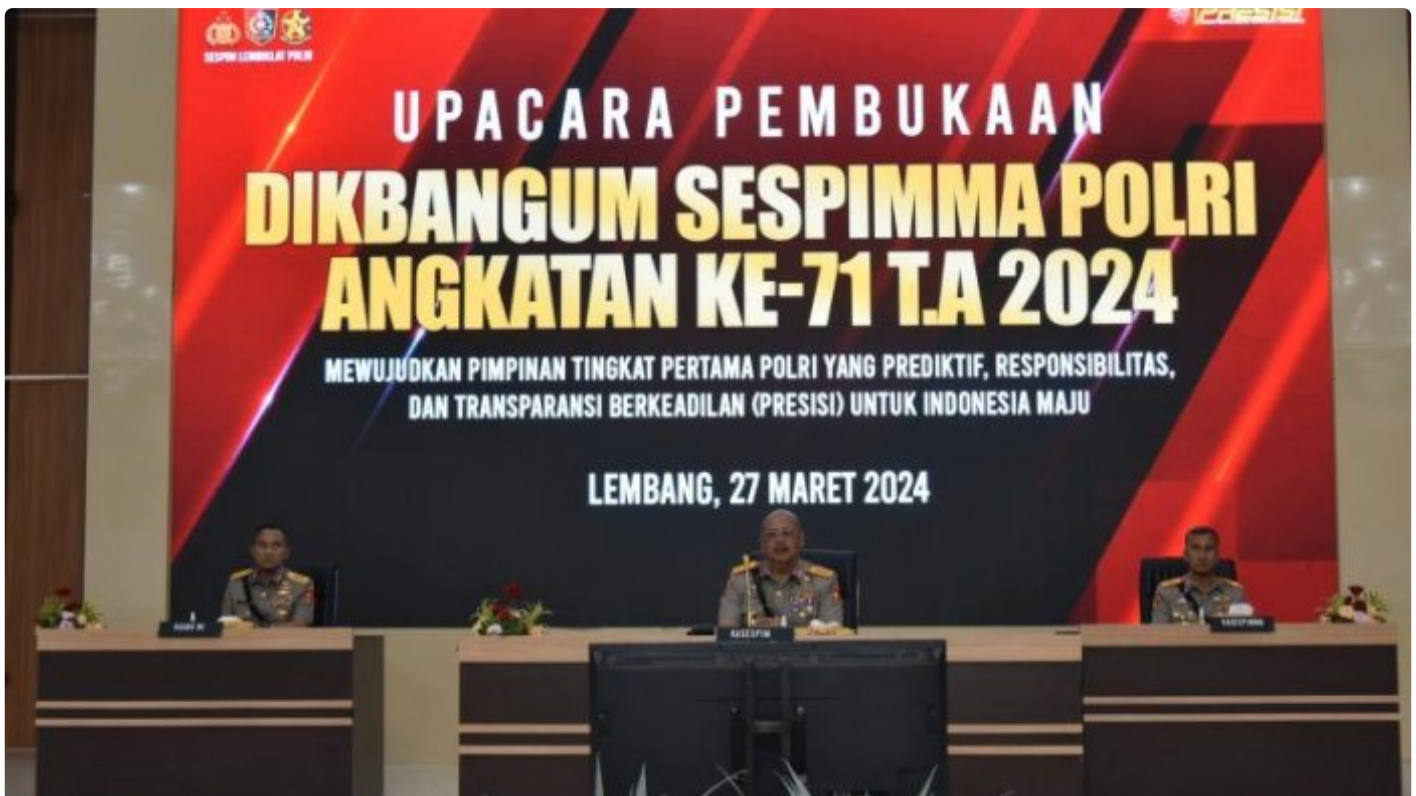 SESPIM LEMDIKLAT POLRI
PRESISI
UPACARA PEMBUKAAN
DIKBANGUM SESPIMMA POLRI
ANGKATAN KE-71 T.A 2024
MEWUJUDKAN PIMPINAN TINGKAT PERTAMA POLRI YANG PREDIKTIF, RESPONSIBILITAS,
DAN TRANSPARANSI BERKEADILAN (PRESISI) UNTUK INDONESIA MAJU
LEMBANG, 27 MARET 2024
KASESPIM